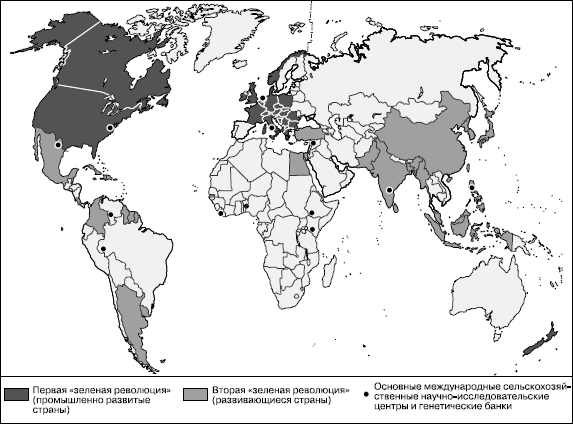 Первая «зеленая революция»
(промышленно развитые
страны)
Вторая «зеленая революция»
(развивающиеся страны)
Основные международные сельскохозяй-
ственные научно-исследовательские
центры и генетические банки